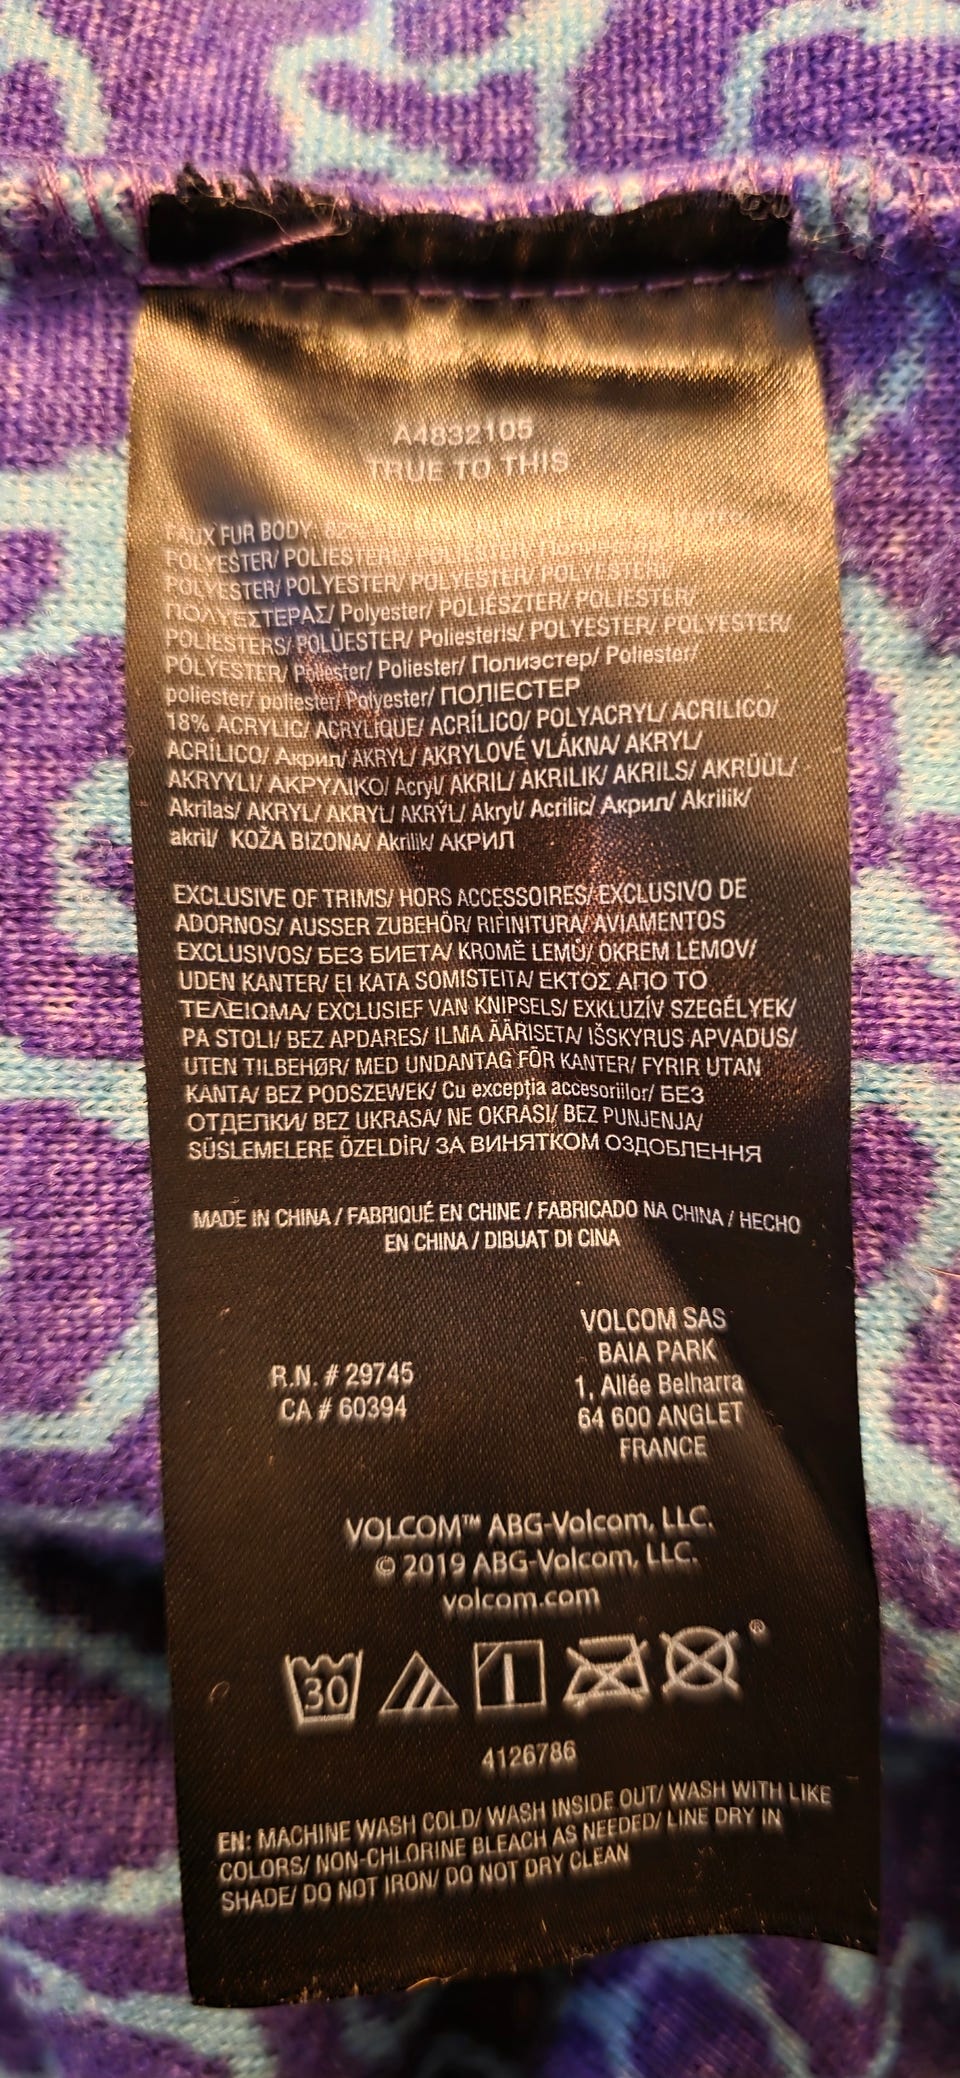 A4832105
TRUE TO THIS
FAUX FUR BODY: 82%
POLYESTER/ POLIESTER/
POLYESTER/ POLYESTER/ POLYESTER/ POLYESTERI/
ΠΟΛΥΕΣΤΕΡΑΣ/ Polyester/ POLIÉSZTER/ POLIESTER/
POLIESTERS/ POLÜESTER/ Poliesteris/ POLYESTER/ POLYESTER/
POLYESTER/ Poliester/ Poliester/ Полиэстер/ Poliester/
poliester/ poliester/ Polyester/ ПОЛІЕСТЕР
18% ACRYLIC/ ACRYLIQUE/ ACRÍLICO/ POLYACRYL/ ACRILICO/
ACRÍLICO/ Акрил/ AKRYL/ AKRYLOVÉ VLÁKNA/ AKRYL/
AKRYYLI/ ΑΚΡΥΛΙΚΟ/ Acryl/ AKRIL/ AKRILIK/ AKRILS/ AKRÜÜL/
Akrilas/ AKRYL/ AKRYL/ AKRÝL/ Akryl/ Acrilic/ Акрил/ Akrilik/
akril/ KOŽA BIZONA/ Akrilik/ АКРИЛ
EXCLUSIVE OF TRIMS/ HORS ACCESSOIRES/ EXCLUSIVO DE
ADORNOS/ AUSSER ZUBEHÖR/ RIFINITURA/ AVIAMENTOS
EXCLUSIVOS/ БЕЗ БИЕТА/ KROMĚ LEMŮ/ OKREM LEMOV/
UDEN KANTER/ EI KATA SOMISTEITA/ ΕΚΤΟΣ ΑΠΟ ΤΟ
ΤΕΛΕΙΩΜΑ/ EXCLUSIEF VAN KNIPSELS/ EXKLUZÍV SZEGÉLYEK/
PA STOLI/ BEZ APDARES/ ILMA ÄÄRISETA/ IŠSKYRUS APVADUS/
UTEN TILBEHØR/ MED UNDANTAG FÖR KANTER/ FYRIR UTAN
KANTA/ BEZ PODSZEWEK/ Cu excepția accesoriilor/ БЕЗ
ОТДЕЛКИ/ BEZ UKRASA/ NE OKRASI/ BEZ PUNJENJA/
SÜSLEMELERE ÖZELDİR/ ЗА ВИНЯТКОМ ОЗДОБЛЕННЯ
MADE IN CHINA / FABRIQUÉ EN CHINE / FABRICADO NA CHINA / HECHO
EN CHINA / DIBUAT DI CINA
R.N. # 29745
CA # 60394
VOLCOM SAS
BAIA PARK
1, Allée Belharra
64 600 ANGLET
FRANCE
VOLCOM™ ABG-Volcom, LLC.
© 2019 ABG-Volcom, LLC.
volcom.com
30
®
4126786
EN: MACHINE WASH COLD/ WASH INSIDE OUT/ WASH WITH LIKE
COLORS/ NON-CHLORINE BLEACH AS NEEDED/ LINE DRY IN
SHADE/ DO NOT IRON/ DO NOT DRY CLEAN